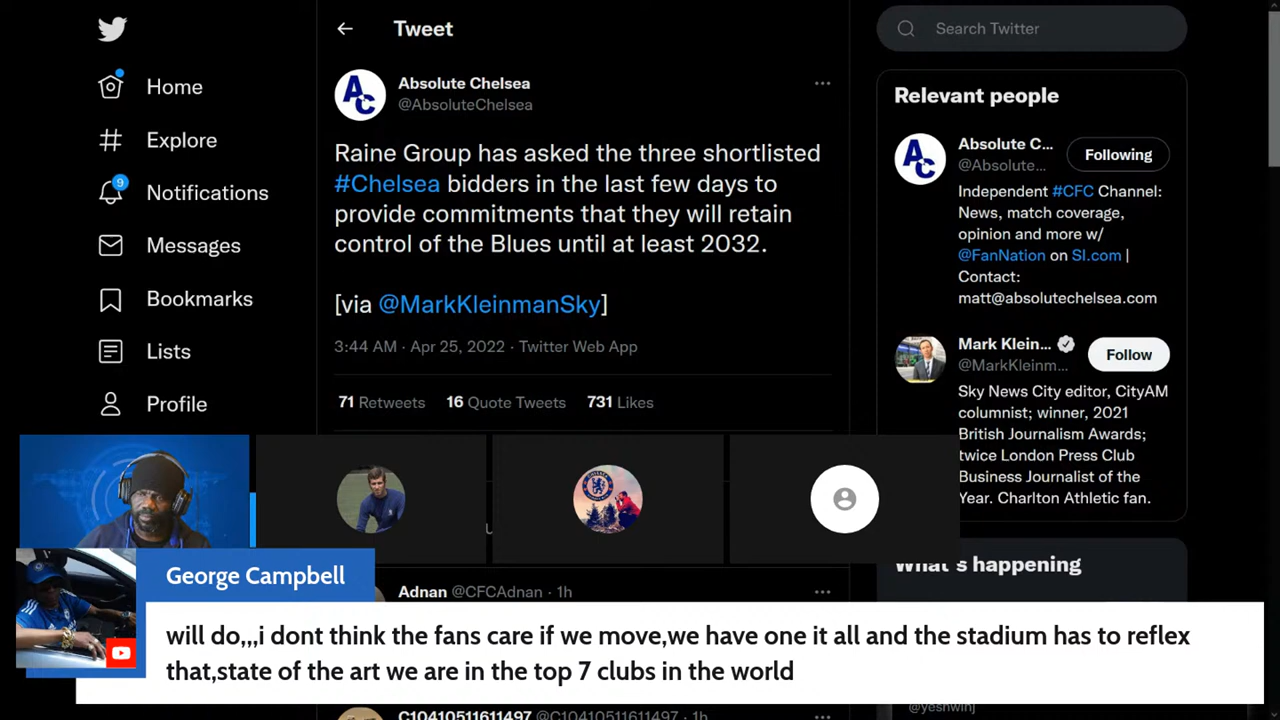 Tweet
Search Twitter
Home
Explore
9
Notifications
Messages
Bookmarks
Lists
Profile
AC
Absolute Chelsea
@AbsoluteChelsea
Raine Group has asked the three shortlisted
#Chelsea bidders in the last few days to
provide commitments that they will retain
control of the Blues until at least 2032.
[via @MarkKleinmanSky]
3:44 AM · Apr 25, 2022 · Twitter Web App
71 Retweets 16 Quote Tweets 731 Likes
Adnan @CFCAdnan · 1h
C10410511611497 @C10410511611497 · 1h
Relevant people
AC
Absolute C...
@Absolute...
Following
Independent #CFC Channel:
News, match coverage,
opinion and more w/
@FanNation on SI.com |
Contact:
matt@absolutechelsea.com
Mark Klein...
@MarkKleinm...
Follow
Sky News City editor, CityAM
columnist; winner, 2021
British Journalism Awards;
twice London Press Club
Business Journalist of the
Year. Charlton Athletic fan.
What's happening
George Campbell
will do,,,i dont think the fans care if we move,we have one it all and the stadium has to reflex
that,state of the art we are in the top 7 clubs in the world
@yeshwinj